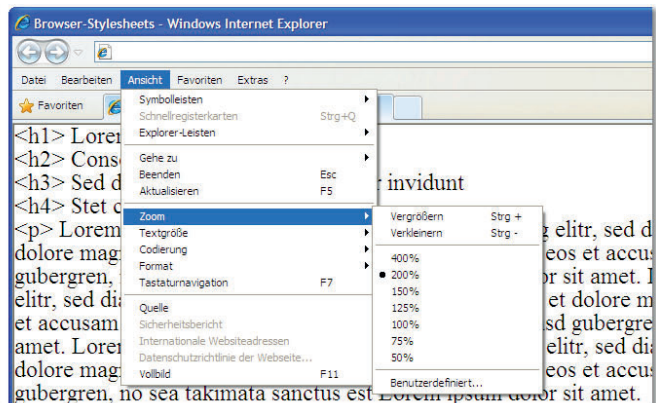 Browser-Stylesheets - Windows Internet Explorer
Datei Bearbeiten Ansicht Favoriten Extras ?
Favoriten
Symbolleisten
Schnellregisterkarten Strg+Q
Explorer-Leisten
Gehe zu
Beenden Esc
Aktualisieren F5
Zoom
Textgröße
Codierung
Format
Tastaturnavigation F7
Quelle
Sicherheitsbericht
Internationale Websiteadressen
Datenschutzrichtlinie der Webseite...
Vollbild F11
Vergrößern Strg +
Verkleinern Strg -
400%
200%
150%
125%
100%
75%
50%
Benutzerdefiniert...
<h1> Lorem
<h2> Conse
<h3> Sed d invidunt
<h4> Stet c
<p> Lorem g elitr, sed d
dolore mag eos et accus
gubergren, or sit amet. I
elitr, sed dia et dolore m
et accusam sd gubergre
amet. Lorem elitr, sed dia
dolore mag eos et accus
gubergren, no sea takimata sanctus est Lorem ipsum dolor sit amet.